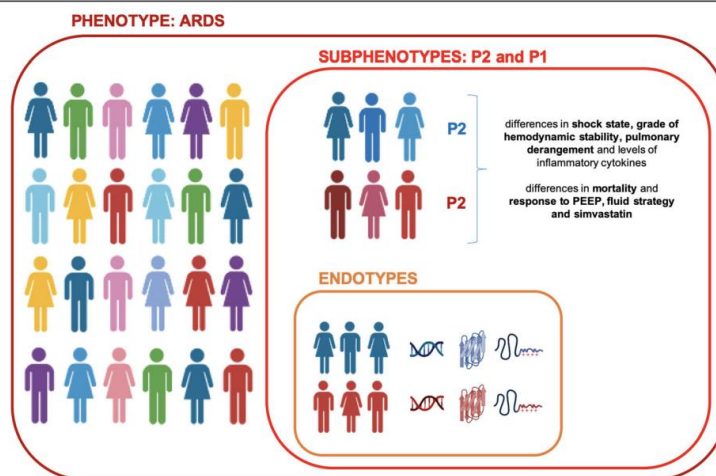 PHENOTYPE: ARDS
SUBPHENOTYPES: P2 and P1
P2
differences in shock state, grade of
hemodynamic stability, pulmonary
derangement and levels of
inflammatory cytokines
P2
differences in mortality and
response to PEEP, fluid strategy
and simvastatin
ENDOTYPES